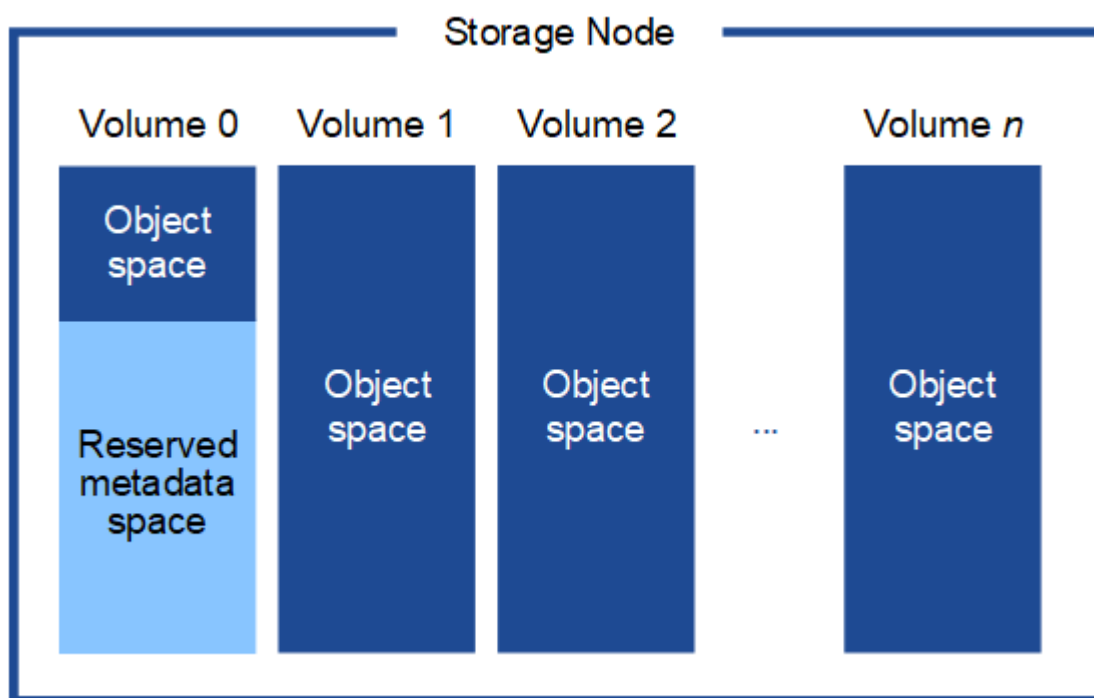 Storage Node
Volume 0
Volume 1
Volume 2
Volume n
Object
space
Reserved
metadata
space
Object
space
Object
space
...
Object
space